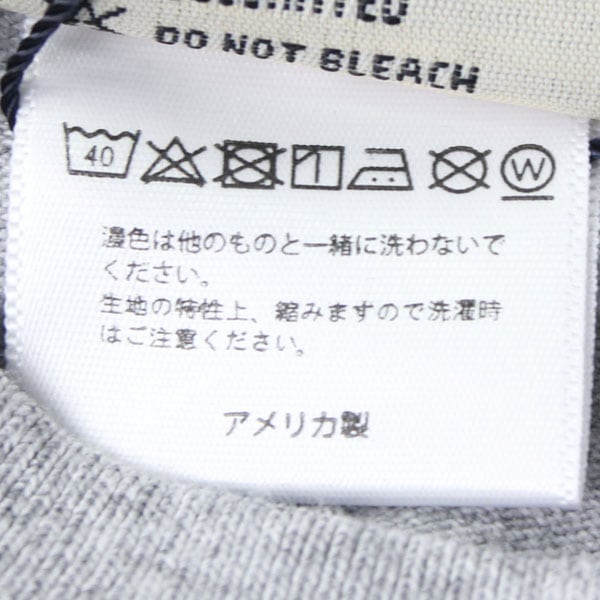 DO NOT BLEACH
40
W
濃色は他のものと一緒に洗わないで
ください。
生地の特性上、縮みますので洗濯時
はご注意ください。
アメリカ製